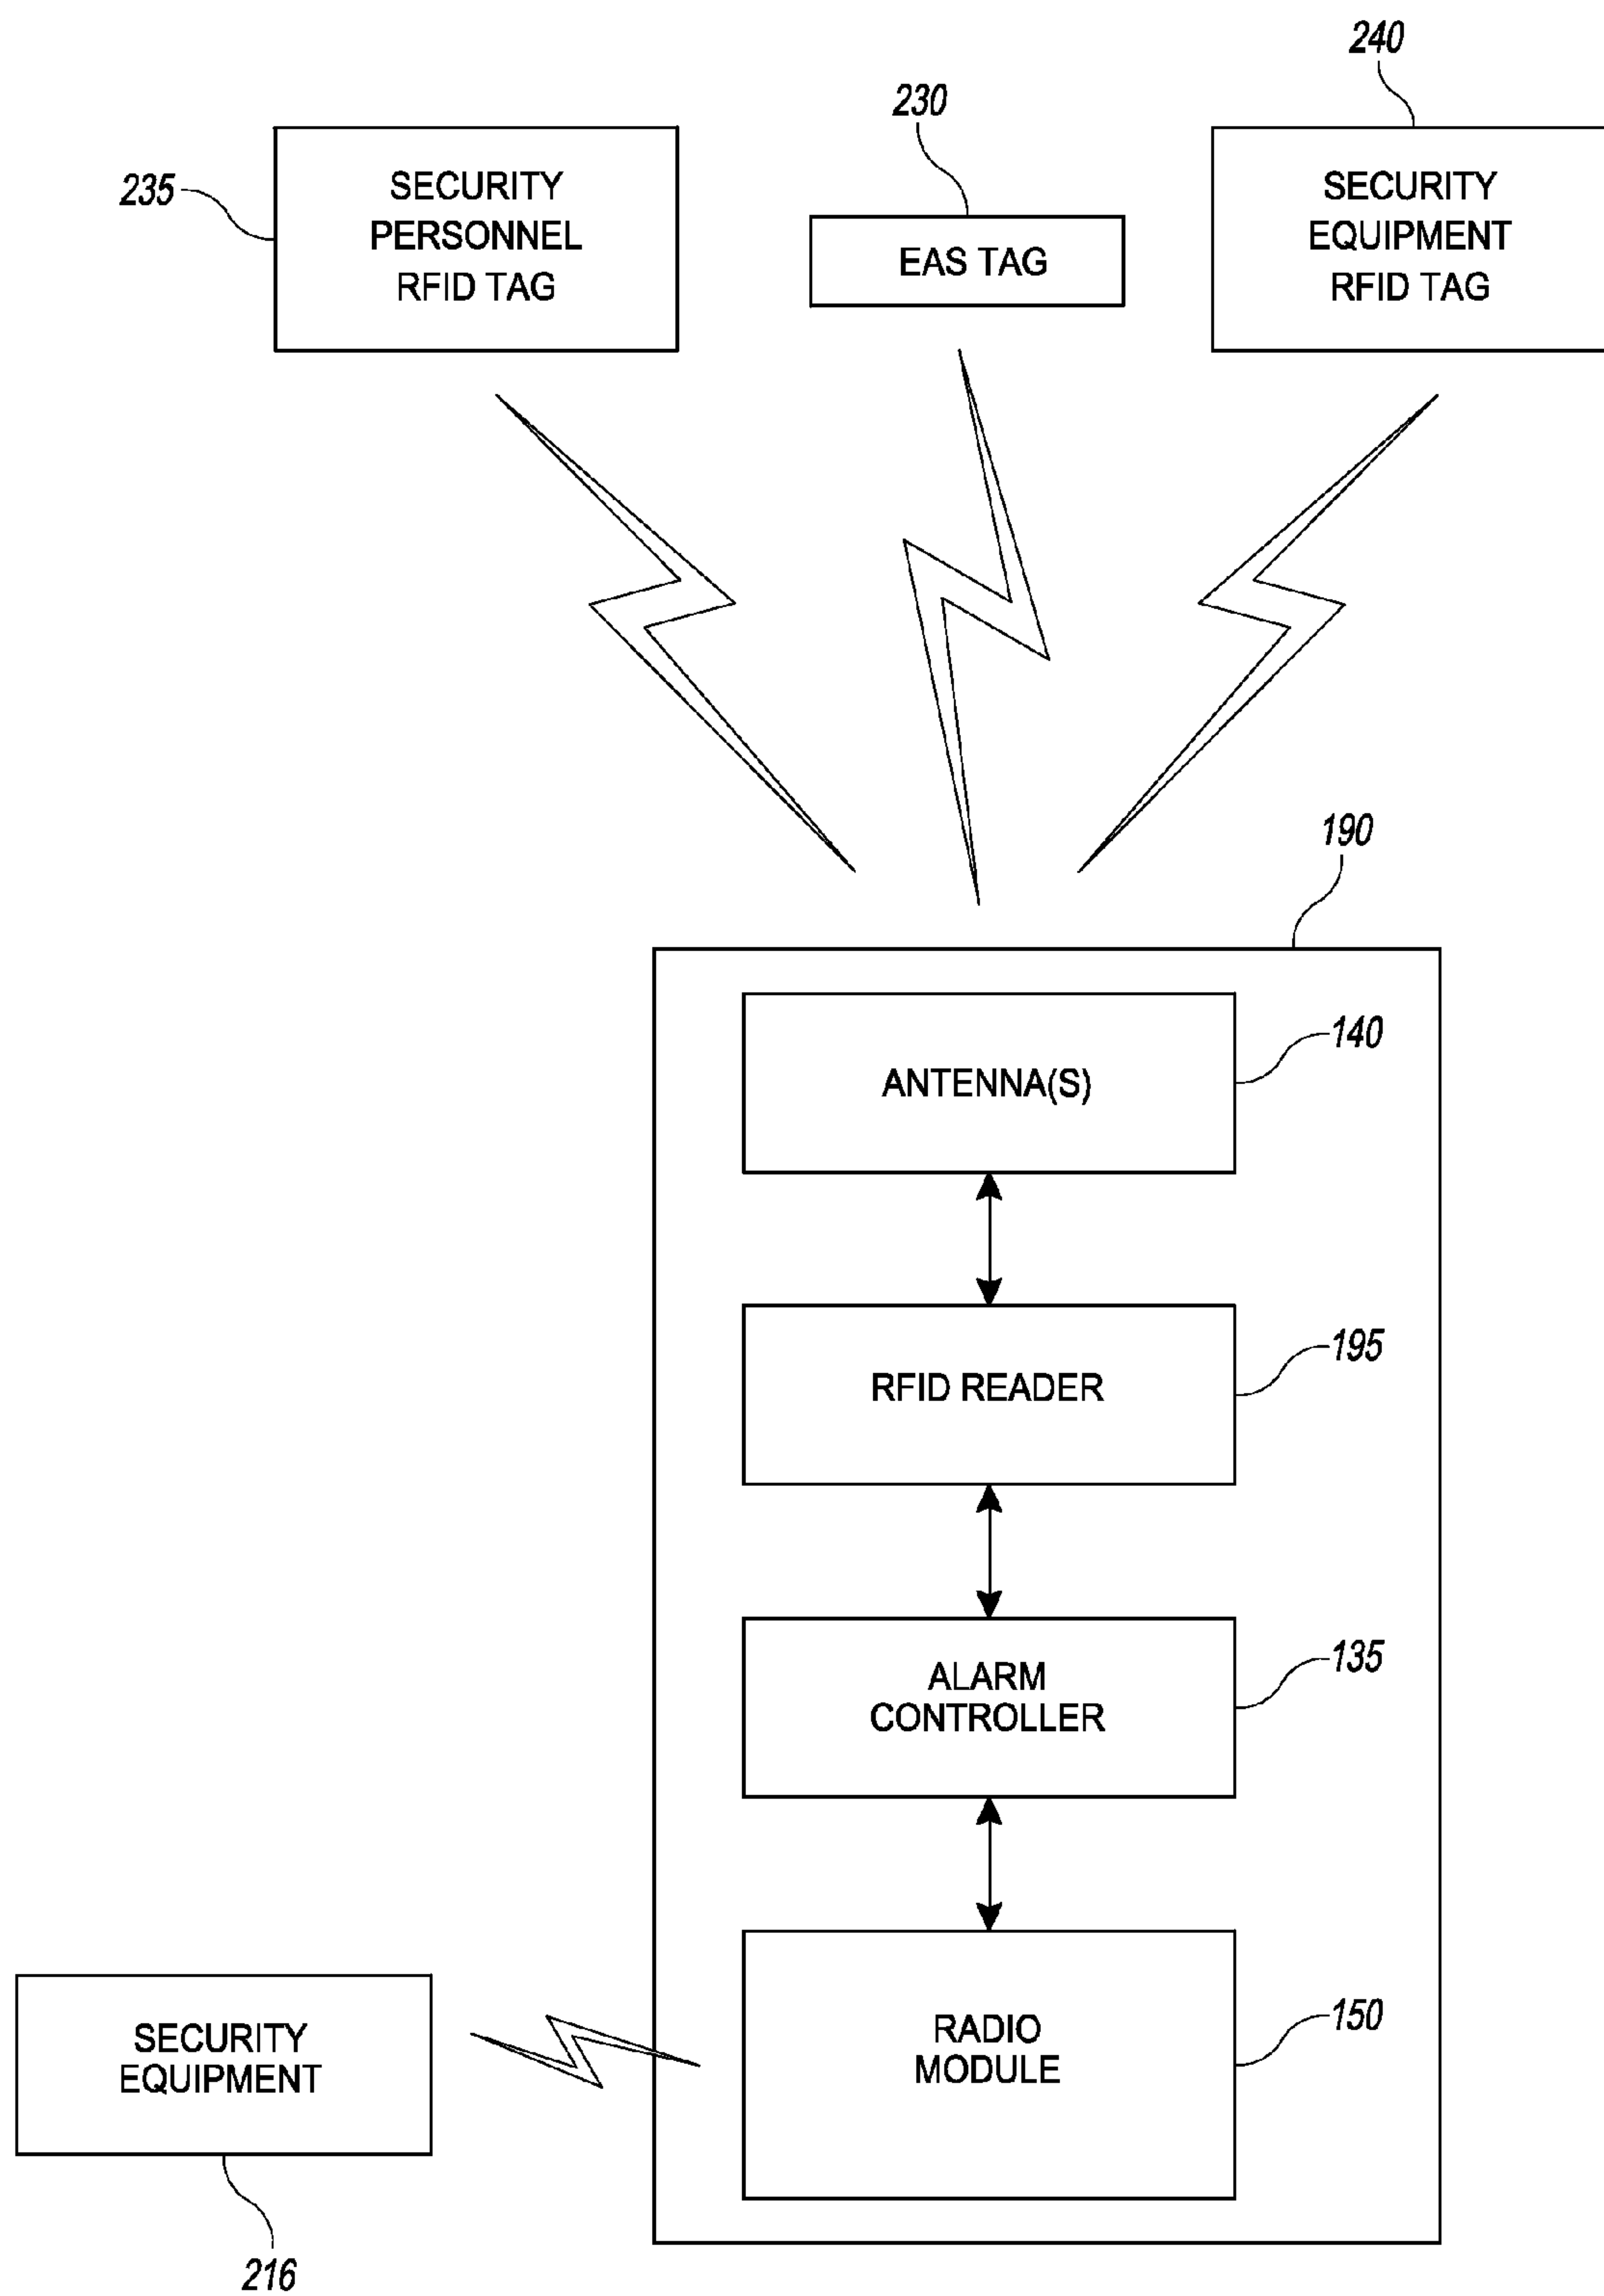 240
230
235
SECURITY
PERSONNEL
RFID TAG
EAS TAG
SECURITY
EQUIPMENT
RFID TAG
190
ANTENNA(S)
140
RFID READER
195
ALARM
CONTROLLER
135
RADIO
MODULE
150
SECURITY
EQUIPMENT
216